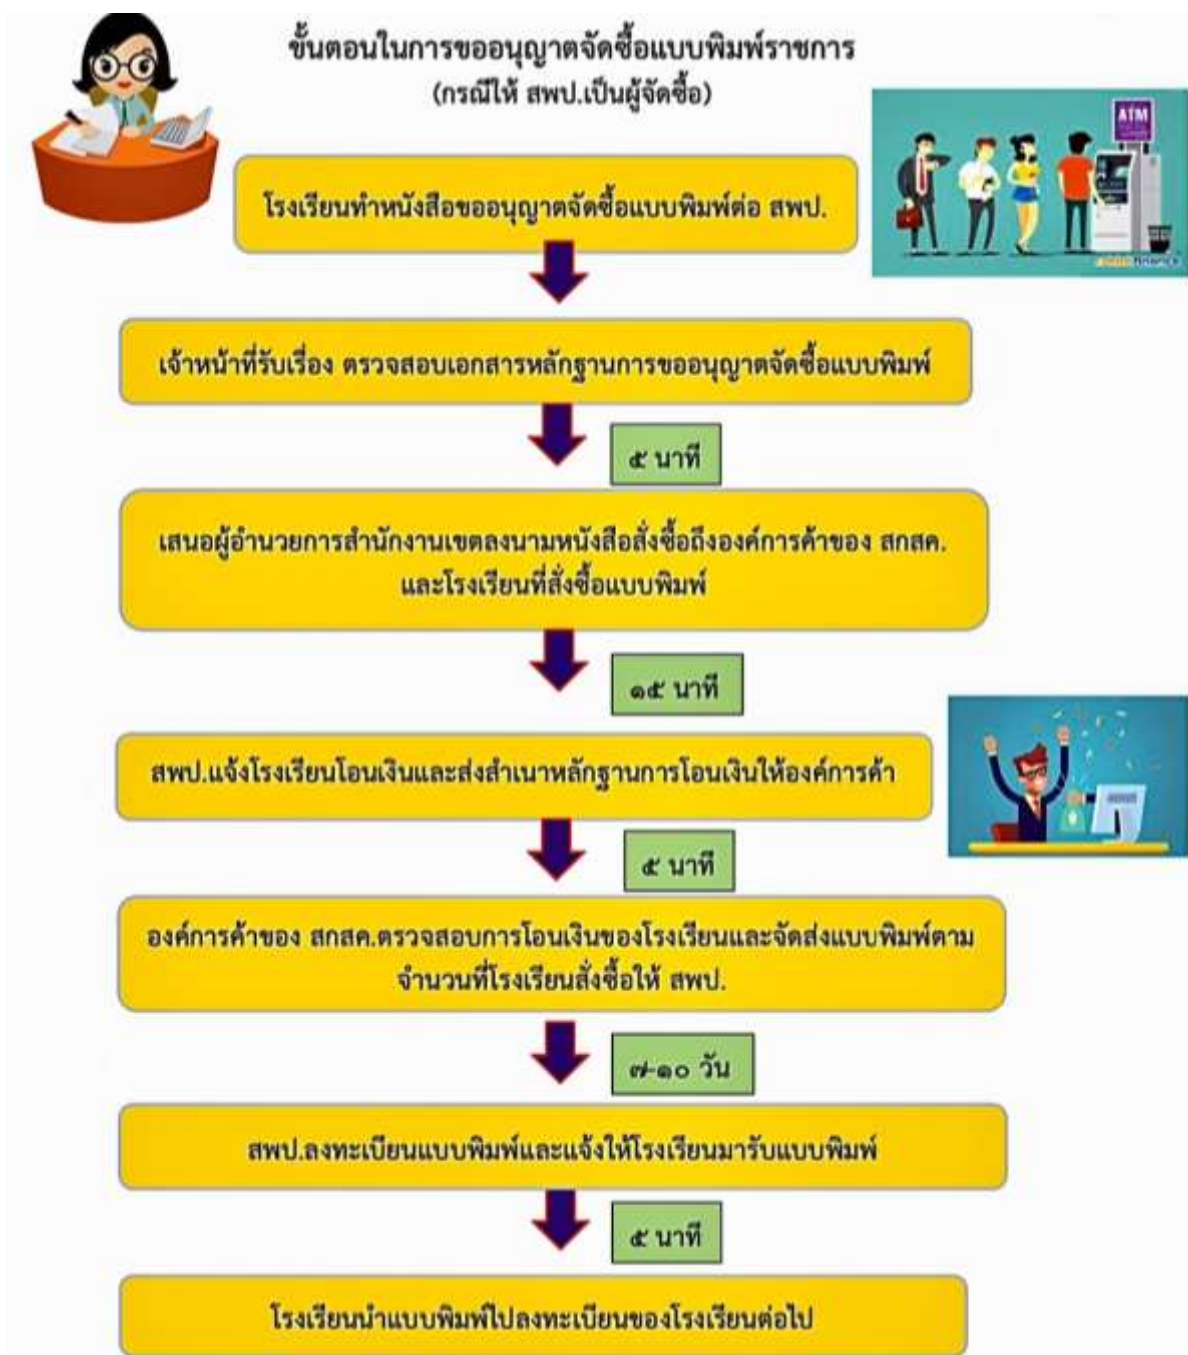 ขั้นตอนในการขออนุญาตจัดซื้อแบบพิมพ์ราชการ
(กรณีให้ สพป.เป็นผู้จัดซื้อ)
ATM
โรงเรียนทำหนังสือขออนุญาตจัดซื้อแบบพิมพ์ต่อ สพป.
เจ้าหน้าที่รับเรื่อง ตรวจสอบเอกสารหลักฐานการขออนุญาตจัดซื้อแบบพิมพ์
๕ นาที
เสนอผู้อำนวยการสำนักงานเขตลงนามหนังสือสั่งซื้อถึงองค์การค้าของ สกสค.
และโรงเรียนที่สั่งซื้อแบบพิมพ์
๑๕ นาที
สพป.แจ้งโรงเรียนโอนเงินและส่งสำเนาหลักฐานการโอนเงินให้องค์การค้า
๕ นาที
องค์การค้าของ สกสค.ตรวจสอบการโอนเงินของโรงเรียนและจัดส่งแบบพิมพ์ตาม
จำนวนที่โรงเรียนสั่งซื้อให้ สพป.
๗-๑๐ วัน
สพป.ลงทะเบียนแบบพิมพ์และแจ้งให้โรงเรียนมารับแบบพิมพ์
๕ นาที
โรงเรียนนำแบบพิมพ์ไปลงทะเบียนของโรงเรียนต่อไป